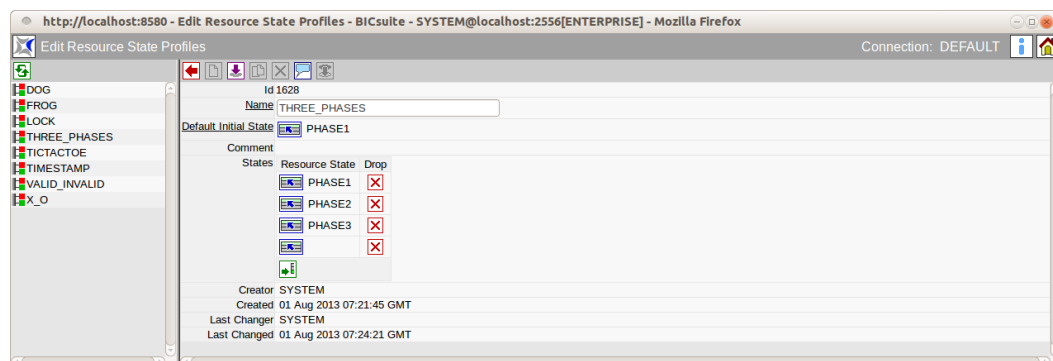 http://localhost:8580 - Edit Resource State Profiles - BICsuite - SYSTEM@localhost:2556[ENTERPRISE] - Mozilla Firefox
Edit Resource State Profiles
Connection: DEFAULT
DOG
FROG
LOCK
THREE_PHASES
TICTACTOE
TIMESTAMP
VALID_INVALID
X_O
Id 1628
Name THREE_PHASES
Default Initial State PHASE1
Comment
States Resource State Drop
PHASE1
PHASE2
PHASE3
Creator SYSTEM
Created 01 Aug 2013 07:21:45 GMT
Last Changer SYSTEM
Last Changed 01 Aug 2013 07:24:21 GMT